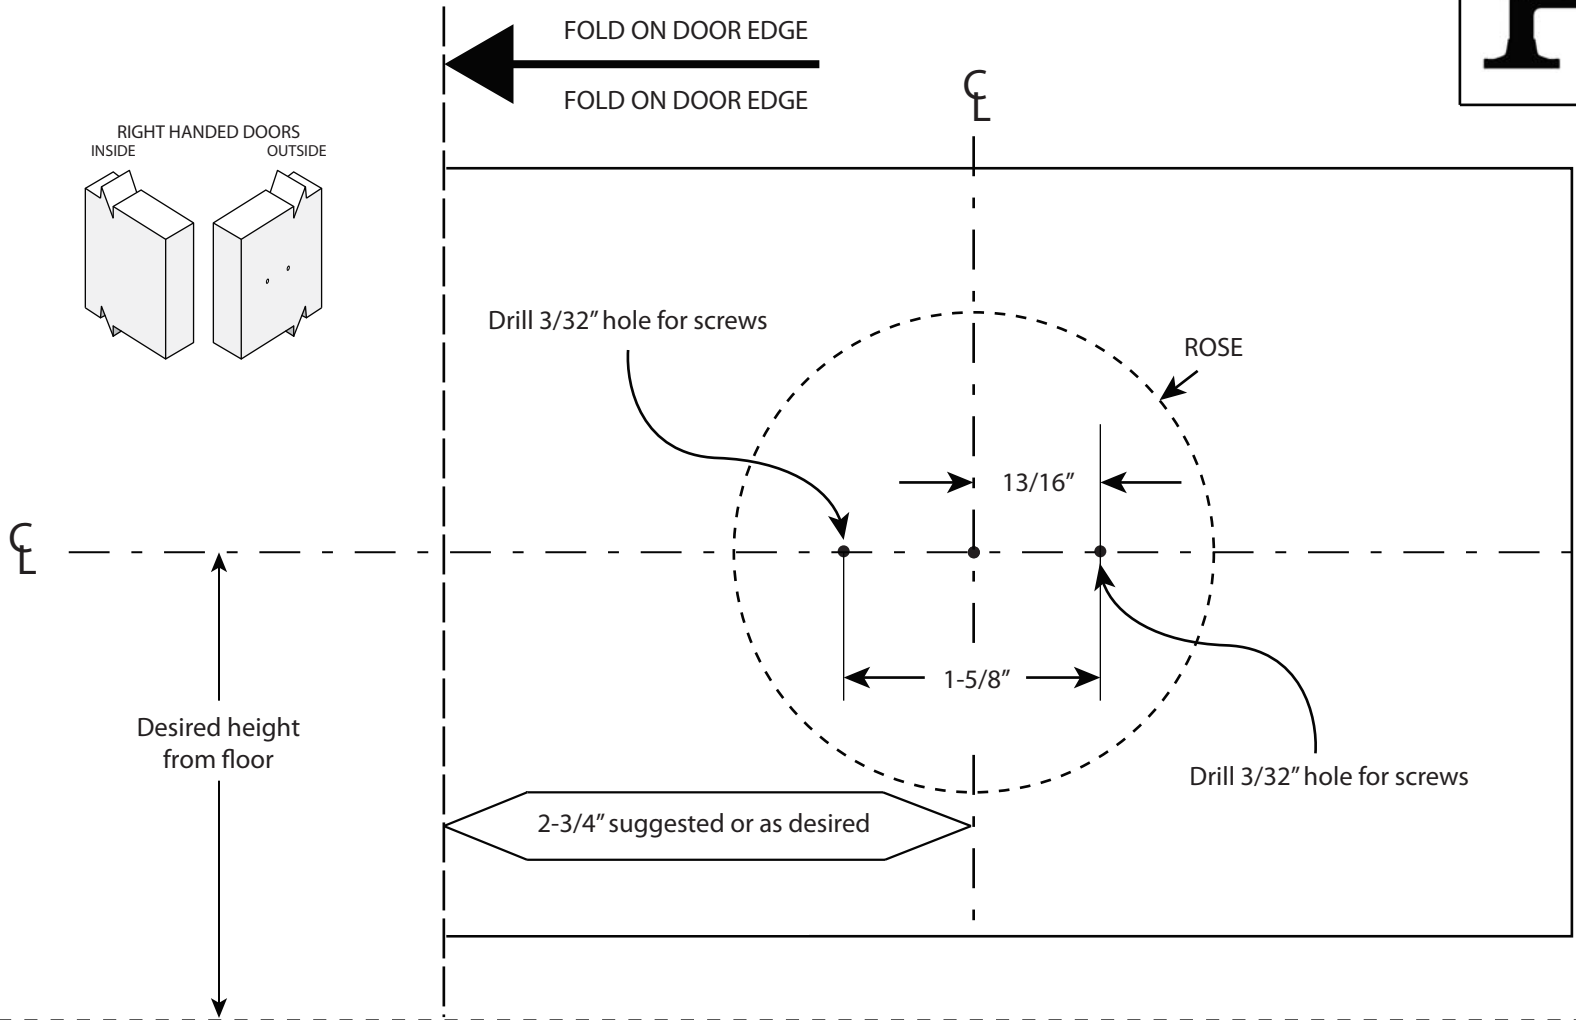 FOLD ON DOOR EDGE
FOLD ON DOOR EDGE
℄
RIGHT HANDED DOORS
INSIDE OUTSIDE
Drill 3/32” hole for screws
ROSE
13/16”
℄
1-5/8”
Desired height
from floor
Drill 3/32” hole for screws
2-3/4” suggested or as desired